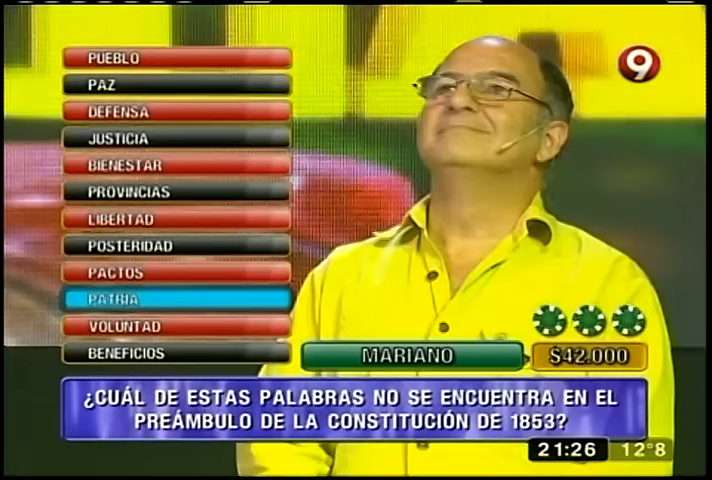 PUEBLO
PAZ
DEFENSA
JUSTICIA
BIENESTAR
PROVINCIAS
LIBERTAD
POSTERIDAD
PACTOS
PATRIA
VOLUNTAD
BENEFICIOS
9
MARIANO
$42.000
¿CUÁL DE ESTAS PALABRAS NO SE ENCUENTRA EN EL
PREÁMBULO DE LA CONSTITUCIÓN DE 1853?
21:26 12°8